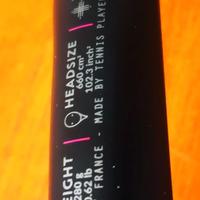 HEADSIZE
660 cm²
102.3 inch²
EIGHT
280 g
0.62 lb
FRANCE - MADE BY TENNIS PLAYE